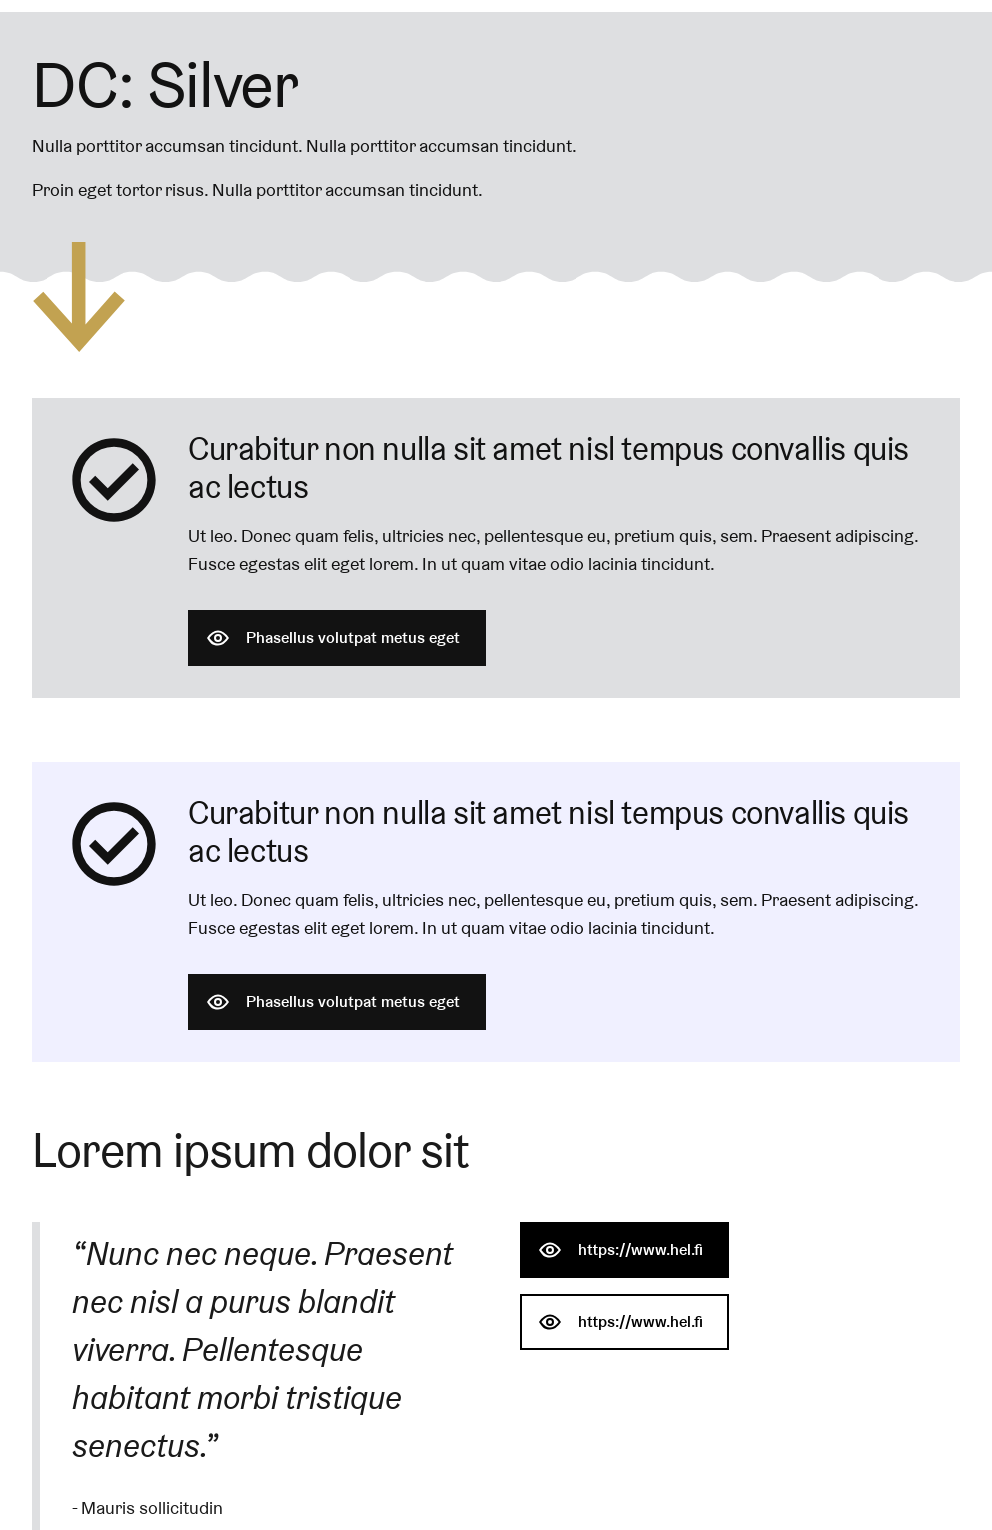 DC: Silver
Nulla porttitor accumsan tincidunt. Nulla porttitor accumsan tincidunt.
Proin eget tortor risus. Nulla porttitor accumsan tincidunt.
Curabitur non nulla sit amet nisl tempus convallis quis
ac lectus
Ut leo. Donec quam felis, ultricies nec, pellentesque eu, pretium quis, sem. Praesent adipiscing.
Fusce egestas elit eget lorem. In ut quam vitae odio lacinia tincidunt.
Phasellus volutpat metus eget
Curabitur non nulla sit amet nisl tempus convallis quis
ac lectus
Ut leo. Donec quam felis, ultricies nec, pellentesque eu, pretium quis, sem. Praesent adipiscing.
Fusce egestas elit eget lorem. In ut quam vitae odio lacinia tincidunt.
Phasellus volutpat metus eget
Lorem ipsum dolor sit
“Nunc nec neque. Praesent
nec nisl a purus blandit
viverra. Pellentesque
habitant morbi tristique
senectus.”
- Mauris sollicitudin
https://www.hel.fi
https://www.hel.fi